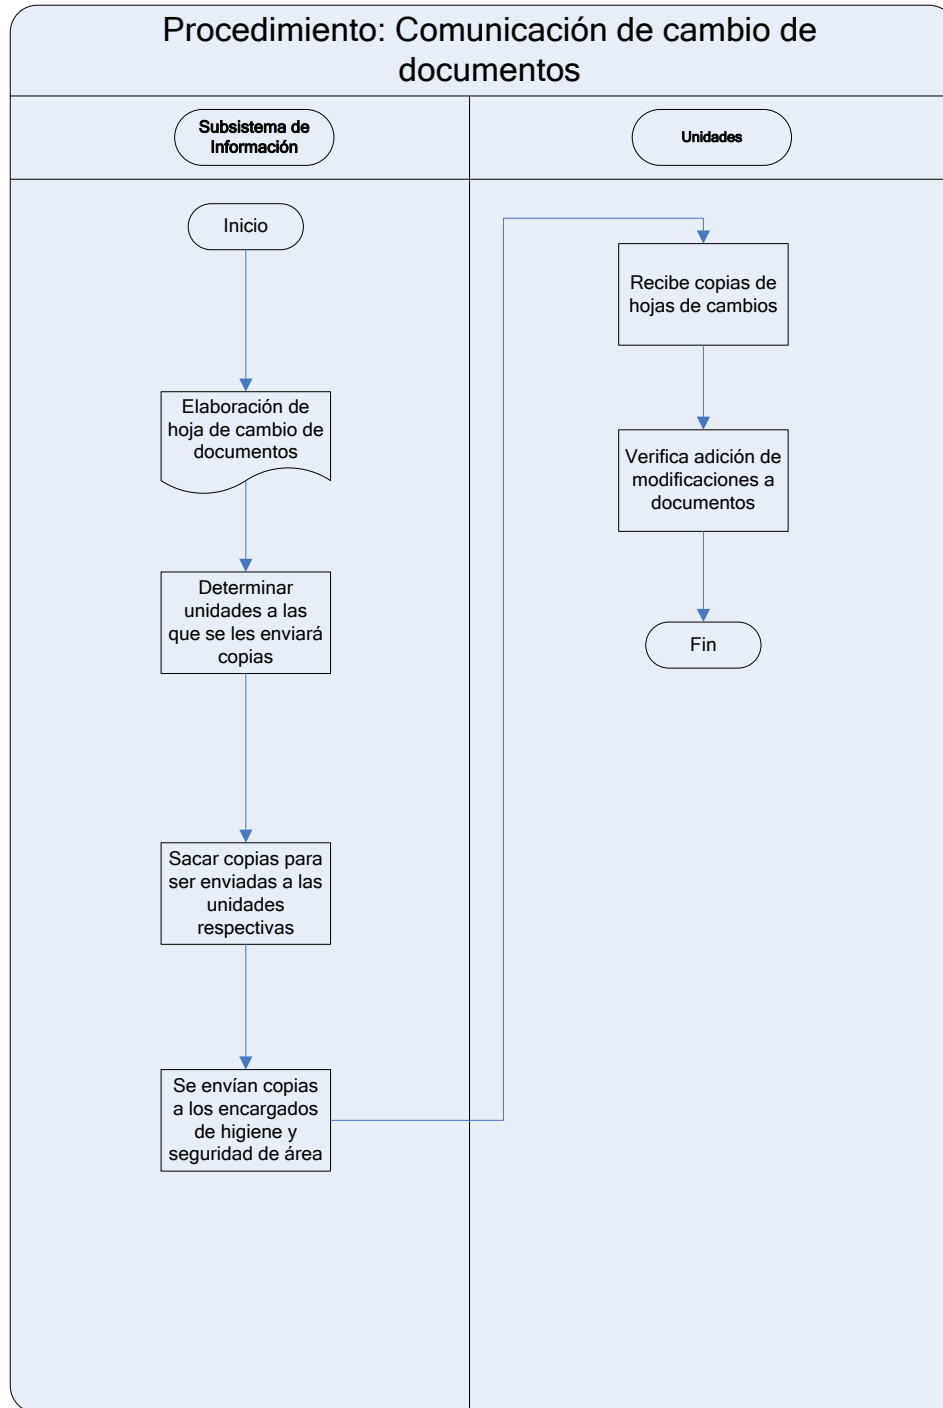 Procedimiento: Comunicación de cambio de
documentos
Subsistema de
Información
Unidades
Inicio
Elaboración de
hoja de cambio de
documentos
Determinar
unidades a las
que se les enviará
copias
Sacar copias para
ser enviadas a las
unidades
respectivas
Se envían copias
a los encargados
de higiene y
seguridad de área
Recibe copias de
hojas de cambios
Verifica adición de
modificaciones a
documentos
Fin